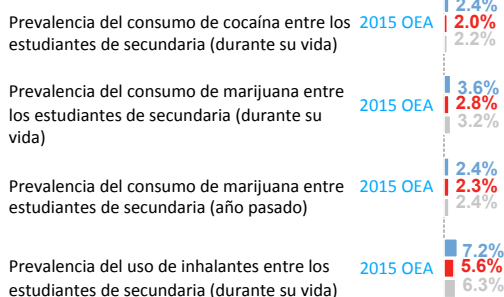 2.4%
Prevalencia del consumo de cocaína entre los 2015 OEA 2.0%
estudiantes de secundaria (durante su vida) 2.2%
3.6%
Prevalencia del consumo de marijuana entre 2015 OEA 2.8%
los estudiantes de secundaria (durante su 3.2%
vida)
2.4%
Prevalencia del consumo de marijuana entre 2015 OEA 2.3%
estudiantes de secundaria (año pasado) 2.4%
7.2%
Prevalencia del uso de inhalantes entre los 2015 OEA 5.6%
estudiantes de secundaria (durante su vida) 6.3%